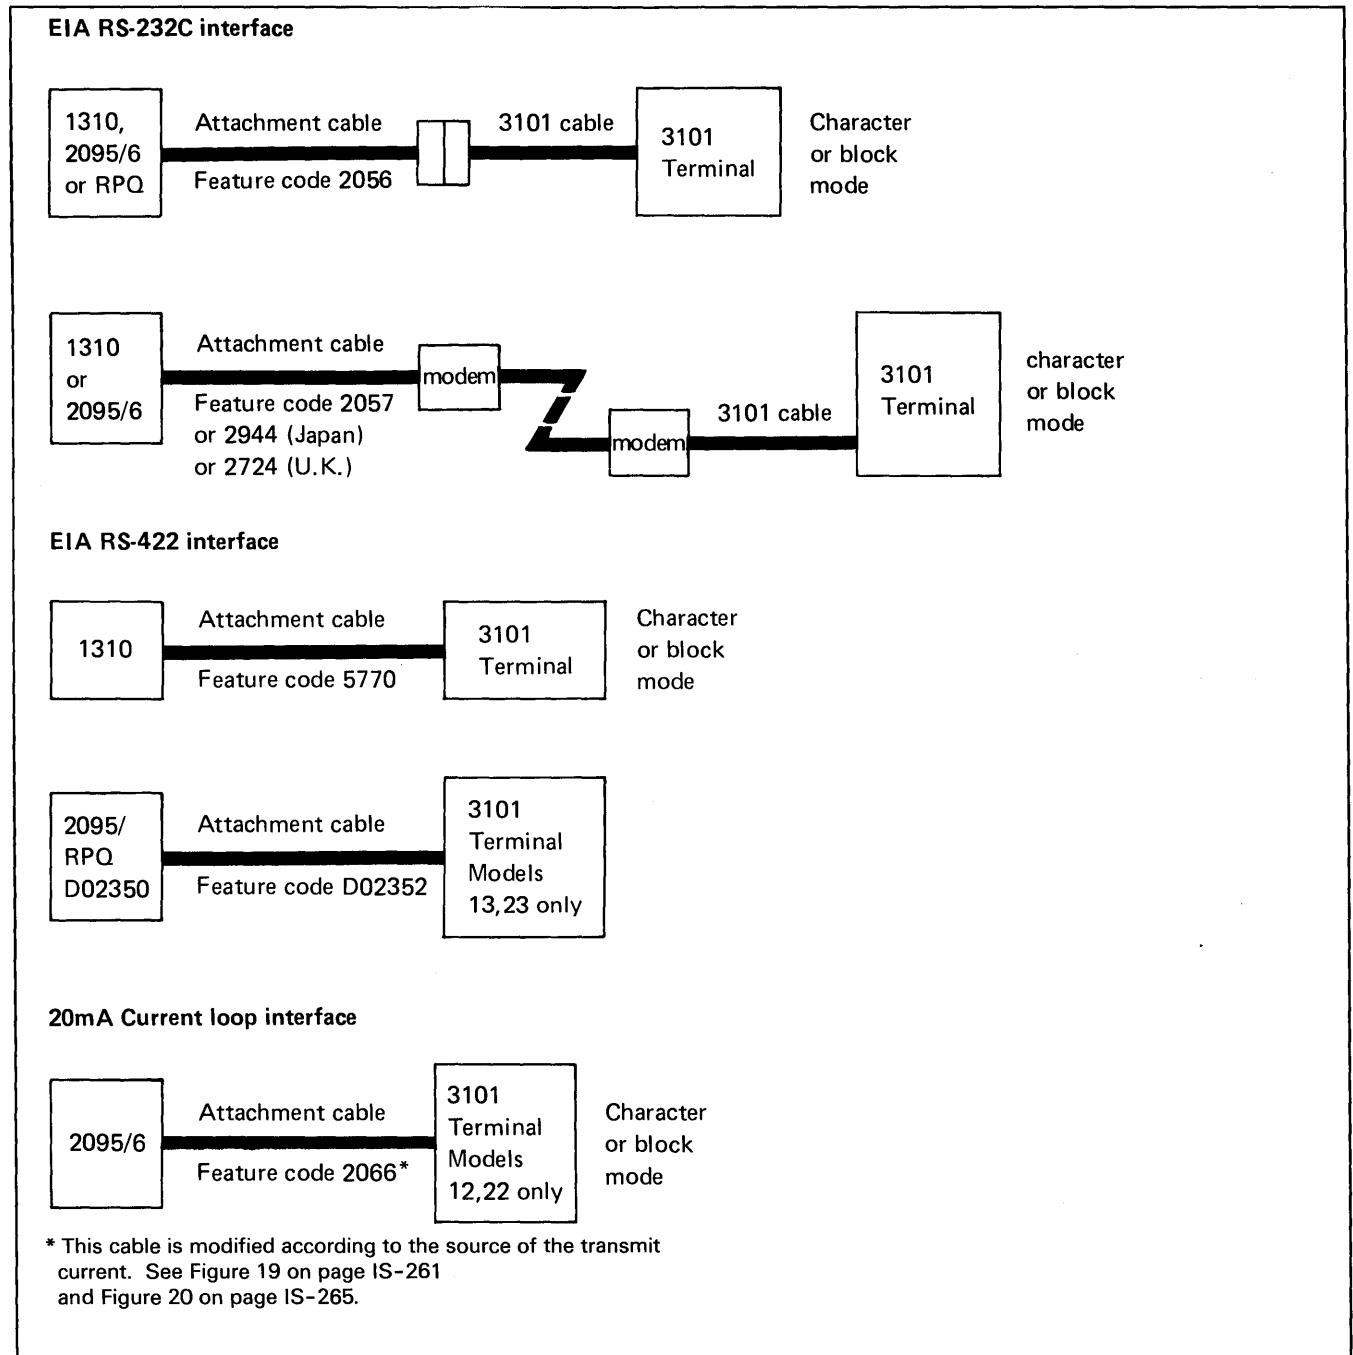 EIA RS-232C interface
1310,
2095/6
or RPQ
Attachment cable
Feature code 2056
3101 cable
3101
Terminal
Character
or block
mode
1310
or
2095/6
Attachment cable
Feature code 2057
or 2944 (Japan)
or 2724 (U.K.)
modem
modem
3101 cable
3101
Terminal
character
or block
mode
EIA RS-422 interface
1310
Attachment cable
Feature code 5770
3101
Terminal
Character
or block
mode
2095/
RPQ
D02350
Attachment cable
Feature code D02352
3101
Terminal
Models
13,23 only
20mA Current loop interface
2095/6
Attachment cable
Feature code 2066*
3101
Terminal
Models
12,22 only
Character
or block
mode
* This cable is modified according to the source of the transmit
current. See Figure 19 on page IS-261
and Figure 20 on page IS-265.